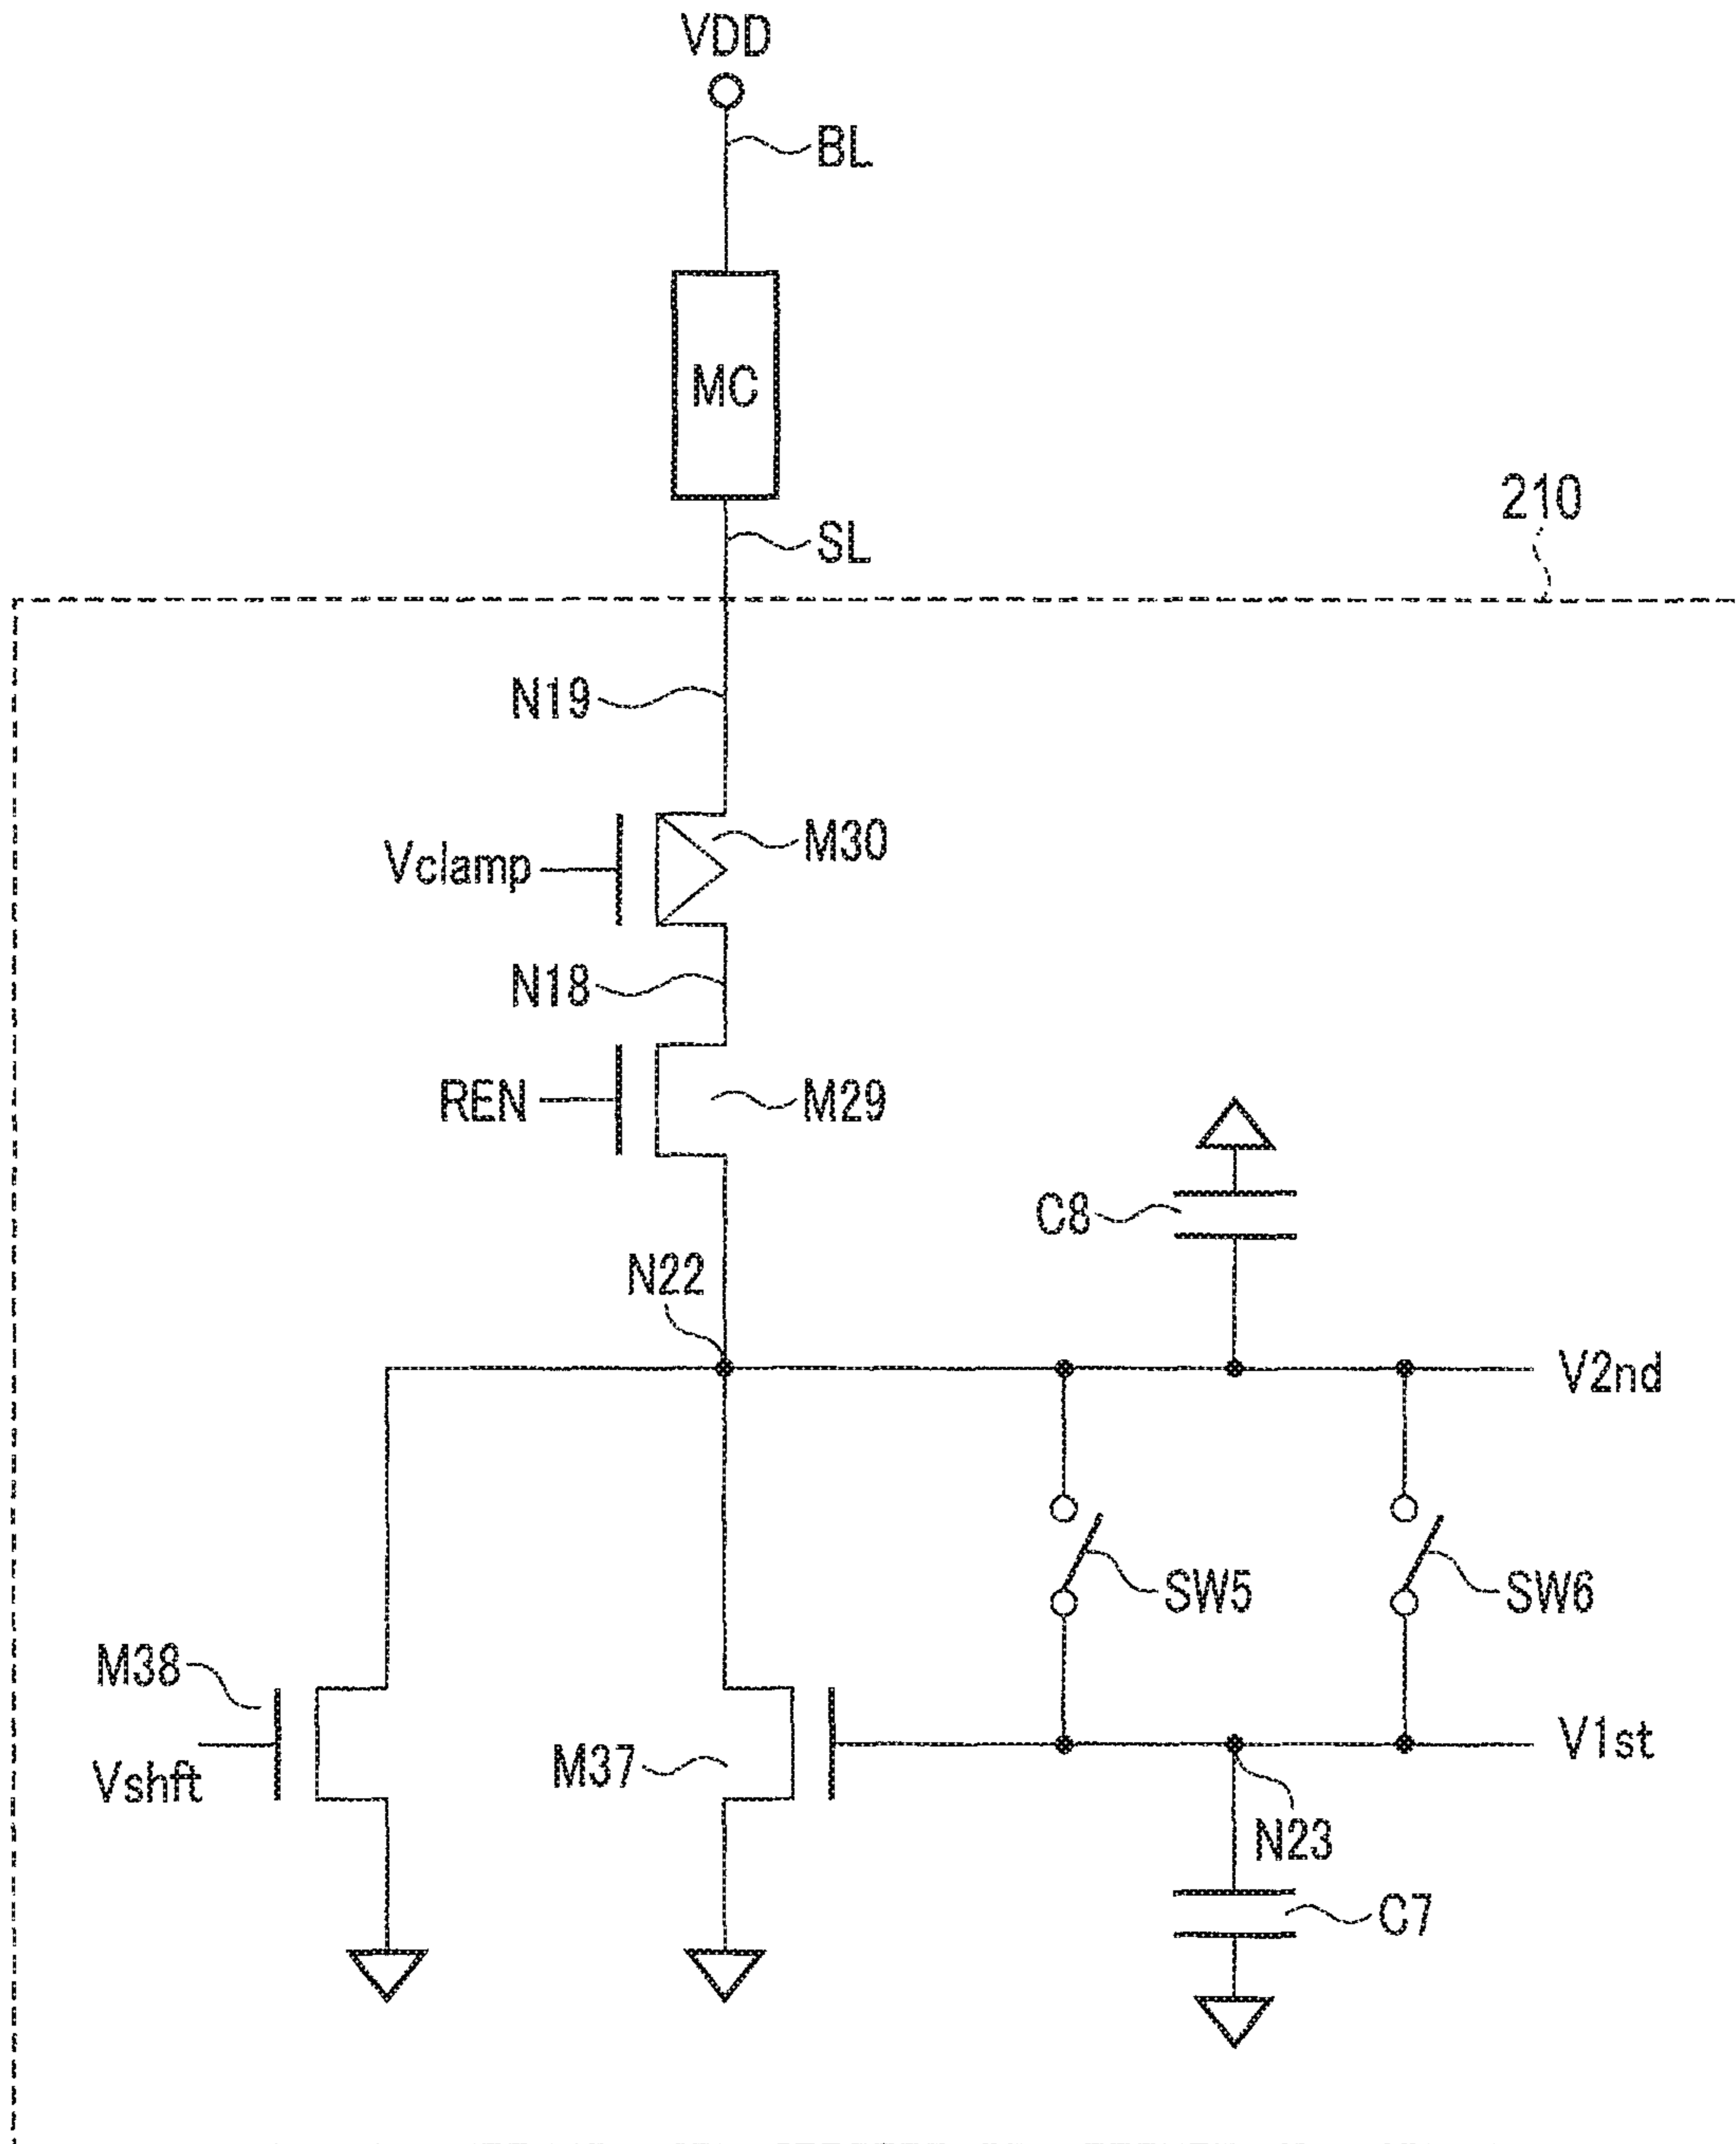 VDD
BL
MC
SL
210
N19
M30
Vclamp
N18
REN
M29
C8
N22
V2nd
SW5
SW6
M38
Vshft
M37
V1st
N23
C7